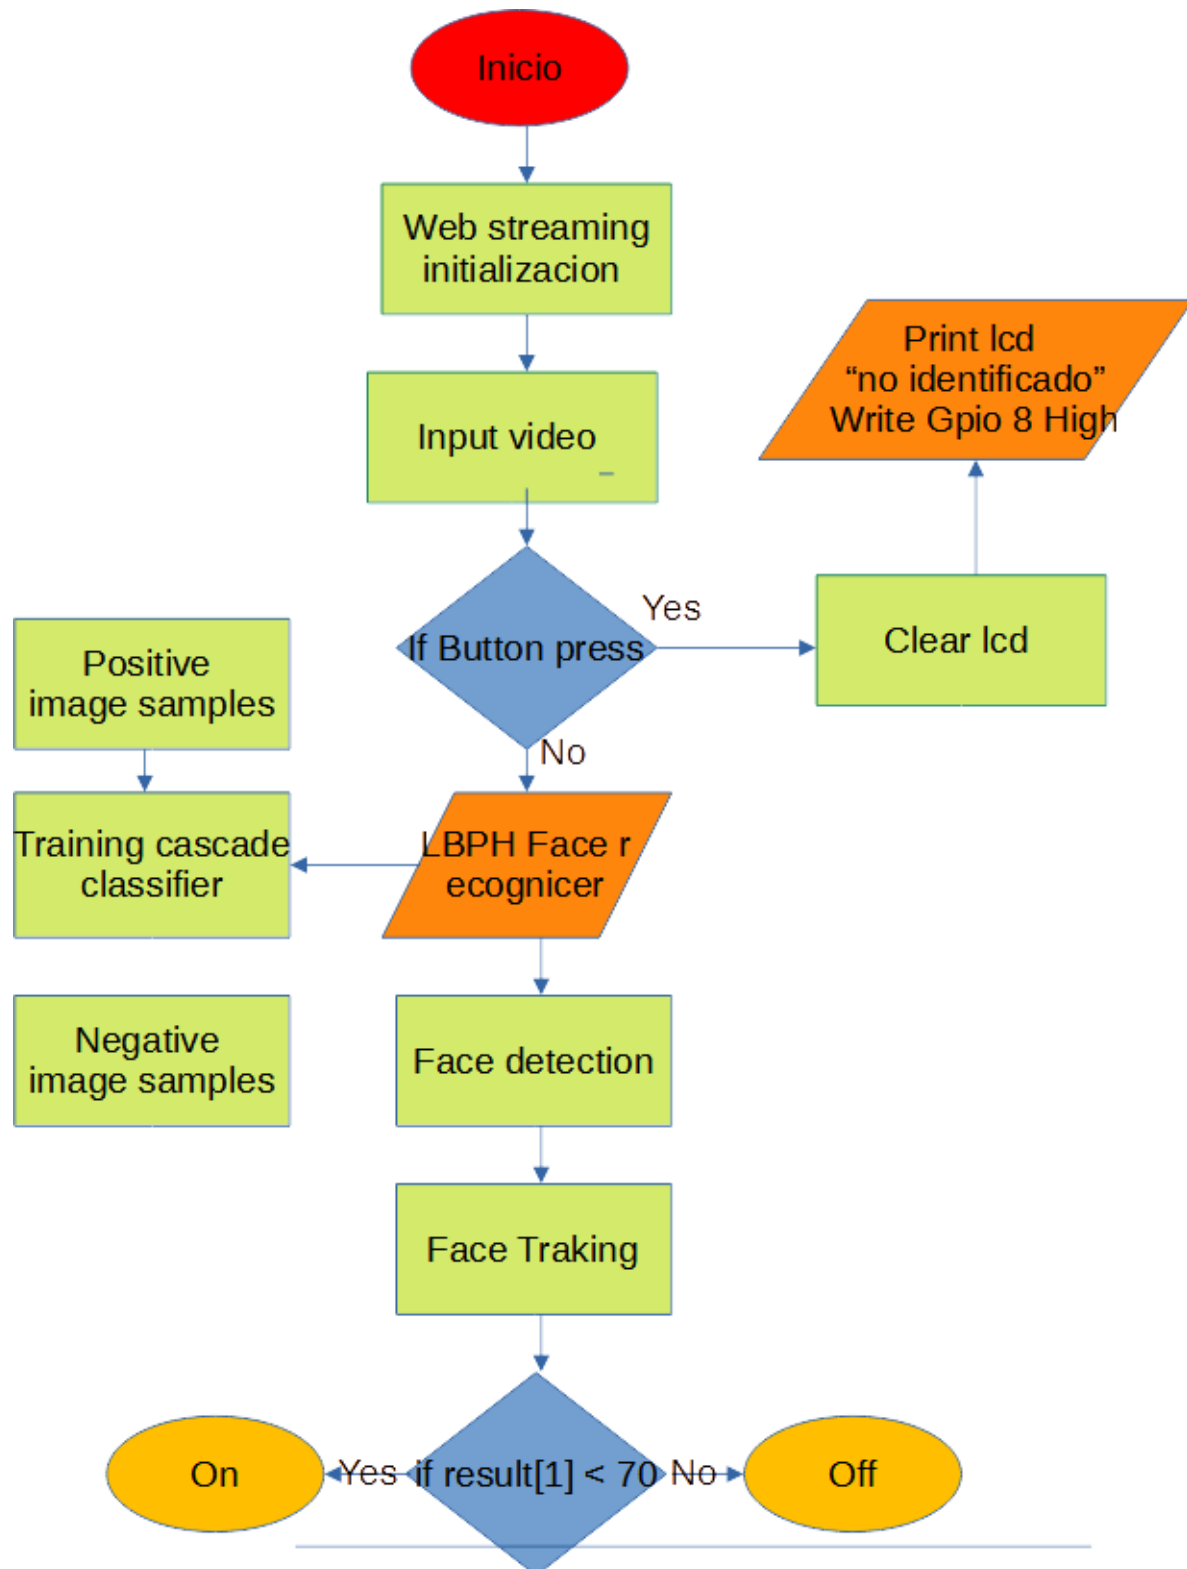 Inicio
Web streaming
initializacion
Input video
Print lcd
“no identificado”
Write Gpio 8 High
If Button press
Yes
Clear lcd
No
Positive
image samples
Training cascade
classifier
LBPH Face r
ecognicer
Negative
image samples
Face detection
Face Traking
if result[1] < 70
Yes
On
No
Off